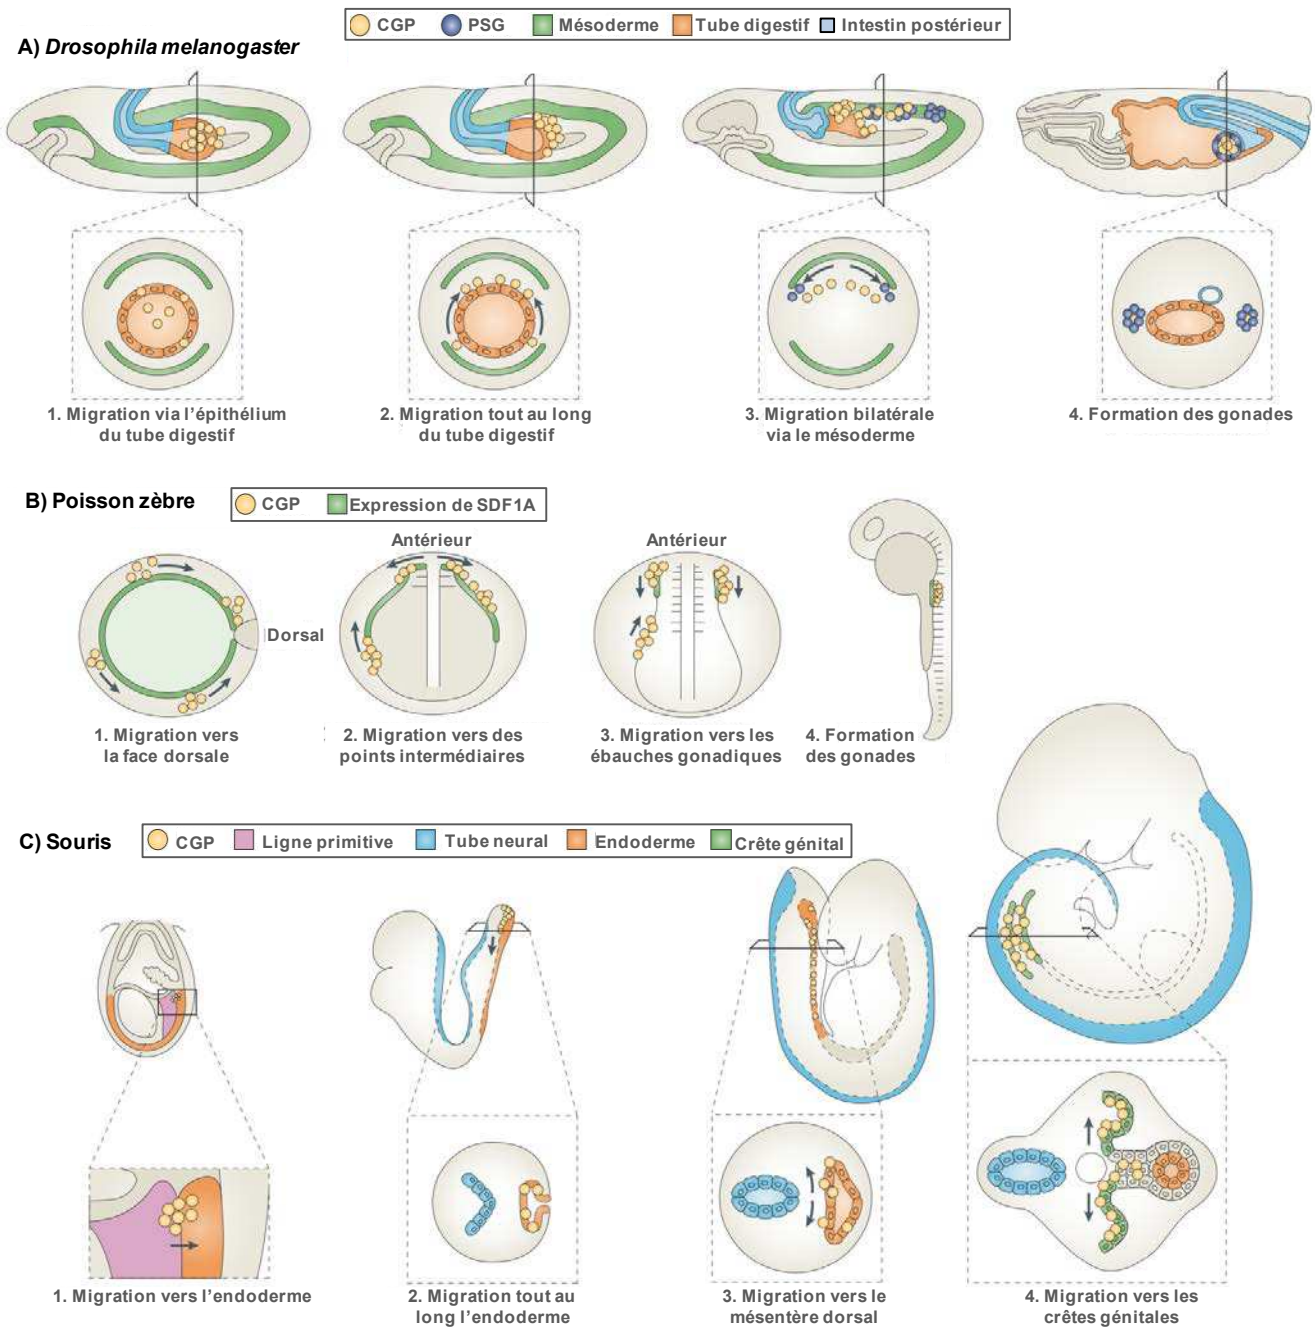 CGP PSG Mésoderme Tube digestif Intestin postérieur
A) Drosophila melanogaster
1. Migration via l'épithélium
du tube digestif
2. Migration tout au long
du tube digestif
3. Migration bilatérale
via le mésoderme
4. Formation des gonades
B) Poisson zèbre
CGP Expression de SDF1A
Antérieur
Antérieur
Dorsal
1. Migration vers
la face dorsale
2. Migration vers des
points intermédiaires
3. Migration vers les
ébauches gonadiques
4. Formation
des gonades
C) Souris
CGP Ligne primitive Tube neural Endoderme Crête génital
1. Migration vers l'endoderme
2. Migration tout au
long l'endoderme
3. Migration vers le
mésentère dorsal
4. Migration vers les
crêtes génitales